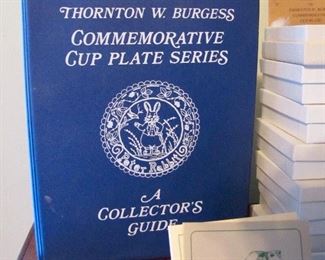 THORNTON W. BURGESS
COMMEMORATIVE
CUP PLATE SERIES
Peter Rabbit
A
COLLECTOR'S
GUIDE